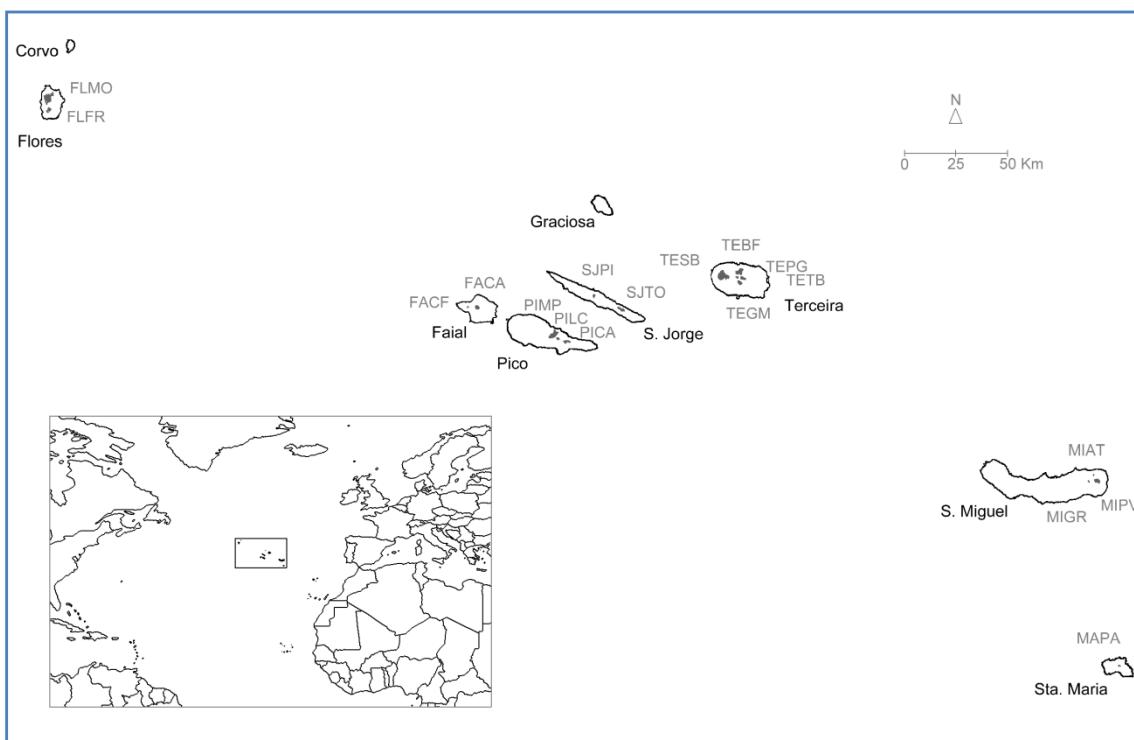 Corvo
FLMO
FLFR
Flores
N
0 25 50 Km
Graciosa
TEBF
TESB
TEPG
TETB
TEGM
Terceira
SJPI
SJTO
S. Jorge
FACA
FACF
Faial
PIMP
PILC
PICA
Pico
MIAT
S. Miguel
MIGR
MIPV
MAPA
Sta. Maria